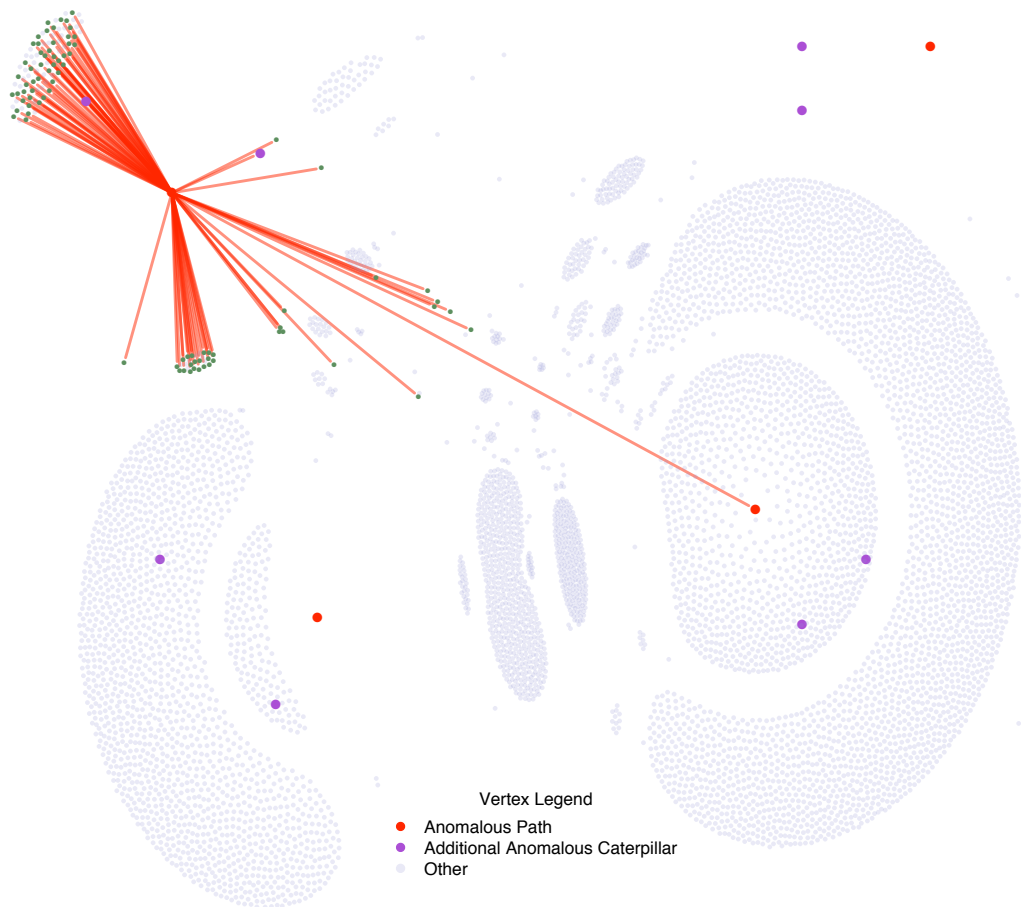 Vertex Legend
Anomalous Path
Additional Anomalous Caterpillar
Other